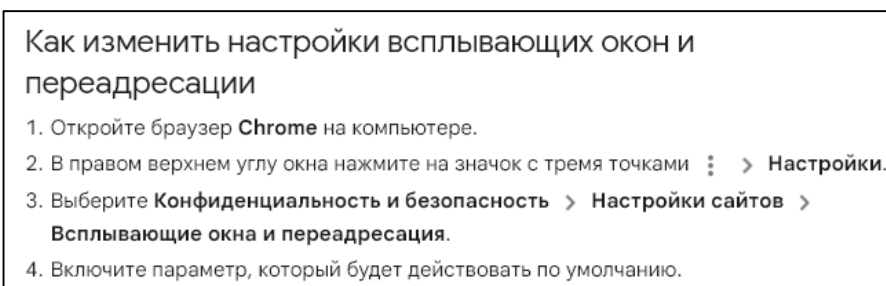 Как изменить настройки всплывающих окон и
переадресации
1. Откройте браузер Chrome на компьютере.
2. В правом верхнем углу окна нажмите на значок с тремя точками ⋮ > Настройки.
3. Выберите Конфиденциальность и безопасность > Настройки сайтов >
Всплывающие окна и переадресация.
4. Включите параметр, который будет действовать по умолчанию.